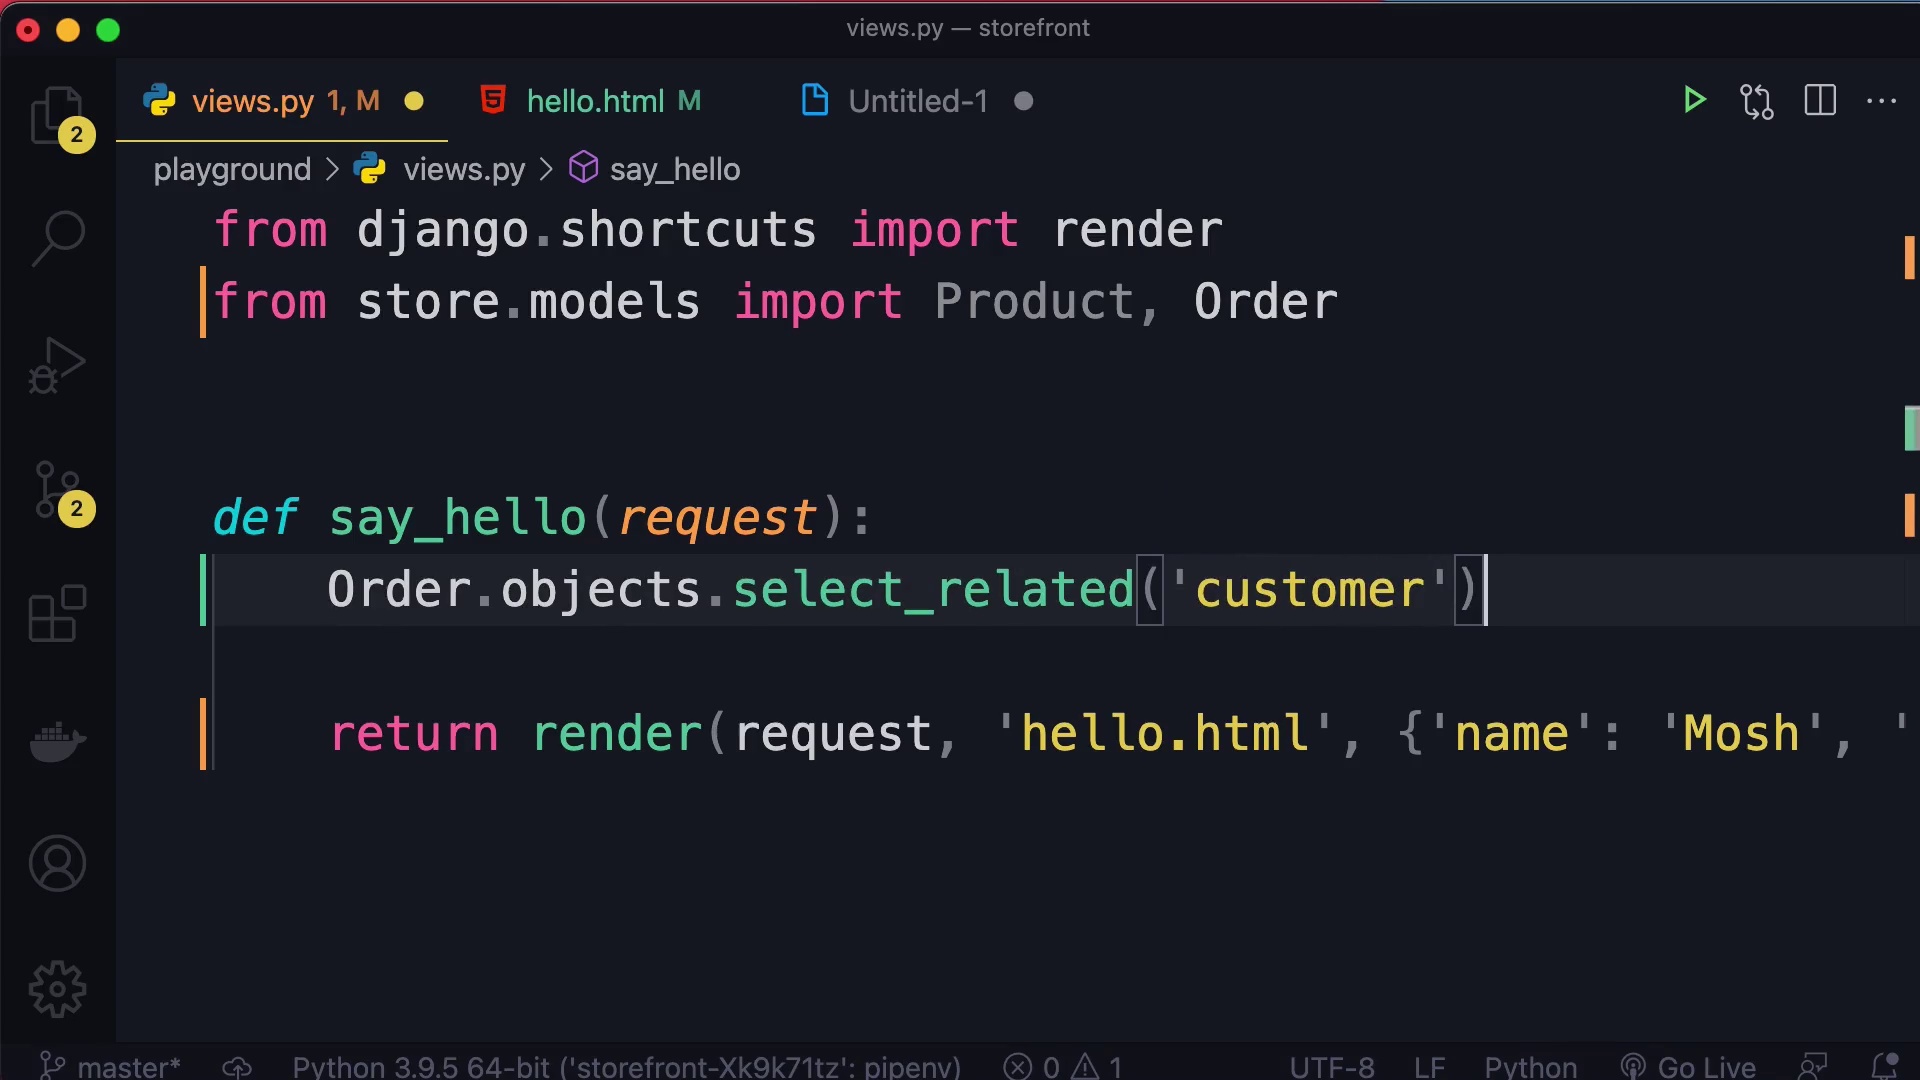 views.py — storefront
views.py 1, M
hello.html M
Untitled-1
2
playground > views.py > say_hello
from django.shortcuts import render
from store.models import Product, Order
def say_hello(request):
Order.objects.select_related('customer')
2
return render(request, 'hello.html', {'name': 'Mosh', '
master* Python 3.9.5 64-bit ('storefront-Xk9k71tz': pipenv) 0 1 UTF-8 LF Python Go Live